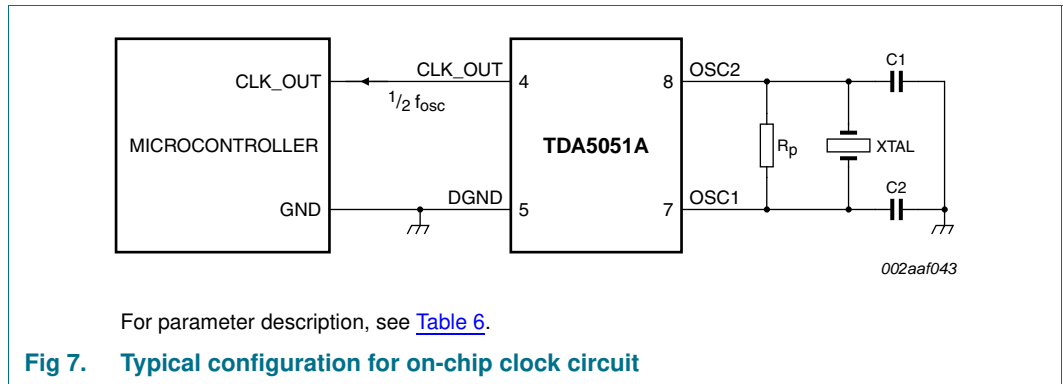 CLK_OUT
CLK_OUT
4
8
OSC2
C1
1/2 fosc
MICROCONTROLLER
TDA5051A
Rp
XTAL
GND
DGND
5
7
OSC1
C2
002aaf043
For parameter description, see Table 6.
Fig 7. Typical configuration for on-chip clock circuit